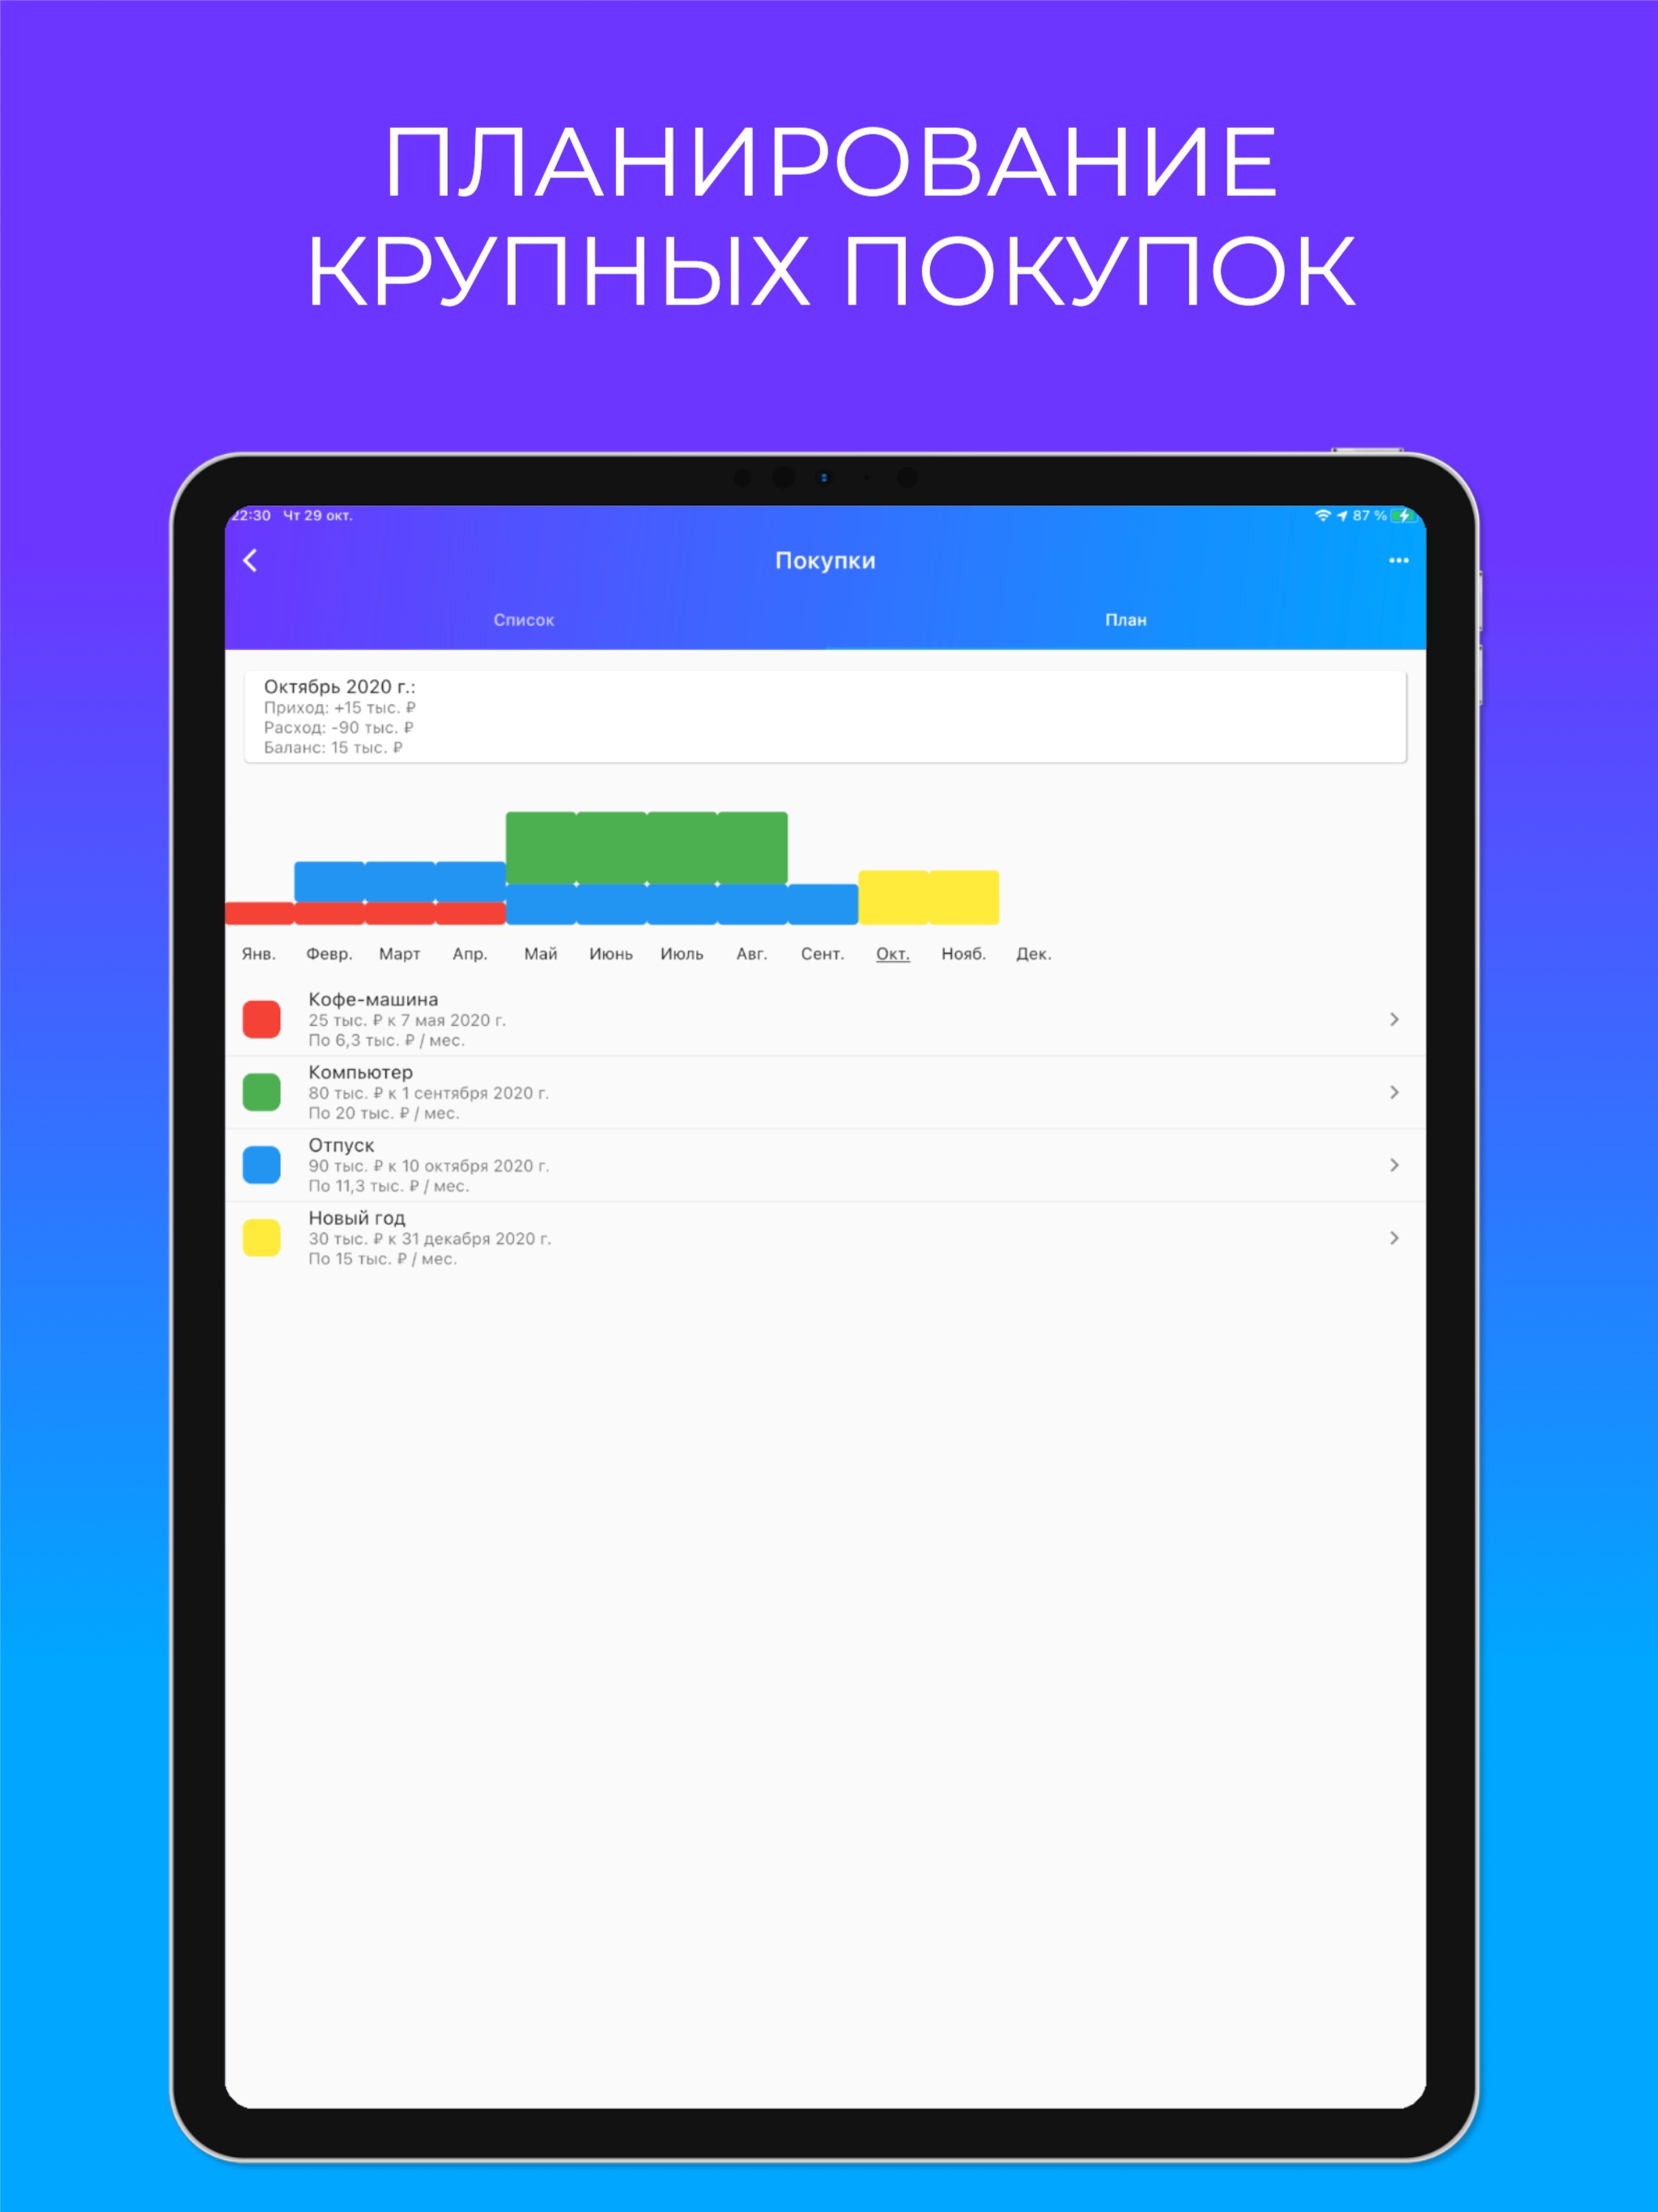 ПЛАНИРОВАНИЕ
КРУПНЫХ ПОКУПОК
22:30 Чт 29 окт. 87 %
Покупки
Список План
Октябрь 2020 г.:
Приход: +15 тыс. ₽
Расход: -90 тыс. ₽
Баланс: 15 тыс. ₽
Янв. Февр. Март Апр. Май Июнь Июль Авг. Сент. Окт. Нояб. Дек.
Кофе-машина
25 тыс. ₽ к 7 мая 2020 г.
По 6,3 тыс. ₽ / мес.
Компьютер
80 тыс. ₽ к 1 сентября 2020 г.
По 20 тыс. ₽ / мес.
Отпуск
90 тыс. ₽ к 10 октября 2020 г.
По 11,3 тыс. ₽ / мес.
Новый год
30 тыс. ₽ к 31 декабря 2020 г.
По 15 тыс. ₽ / мес.